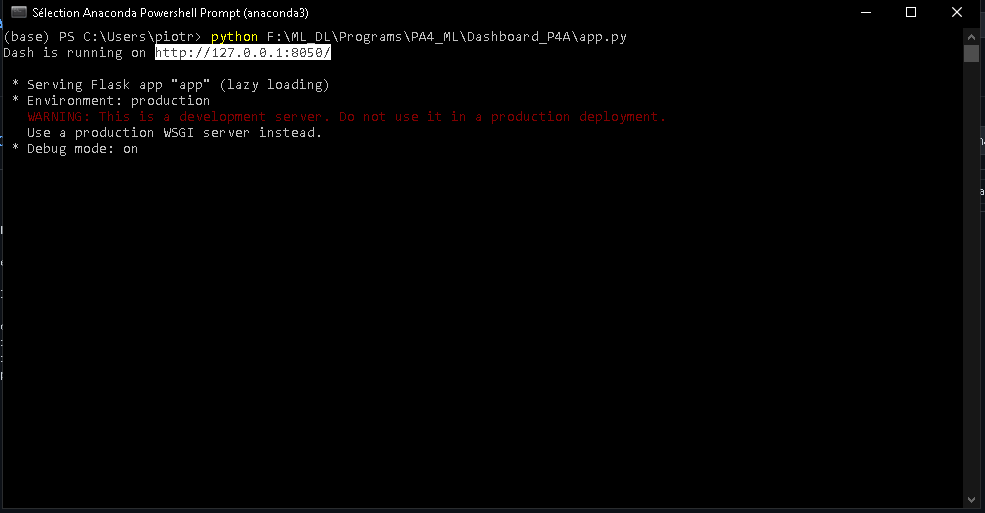 Sélection Anaconda Powershell Prompt (anaconda3)
(base) PS C:\Users\piotr> python F:\ML_DL\Programs\PA4_ML\Dashboard_P4A\app.py
Dash is running on http://127.0.0.1:8050/
* Serving Flask app "app" (lazy loading)
* Environment: production
WARNING: This is a development server. Do not use it in a production deployment.
Use a production WSGI server instead.
* Debug mode: on